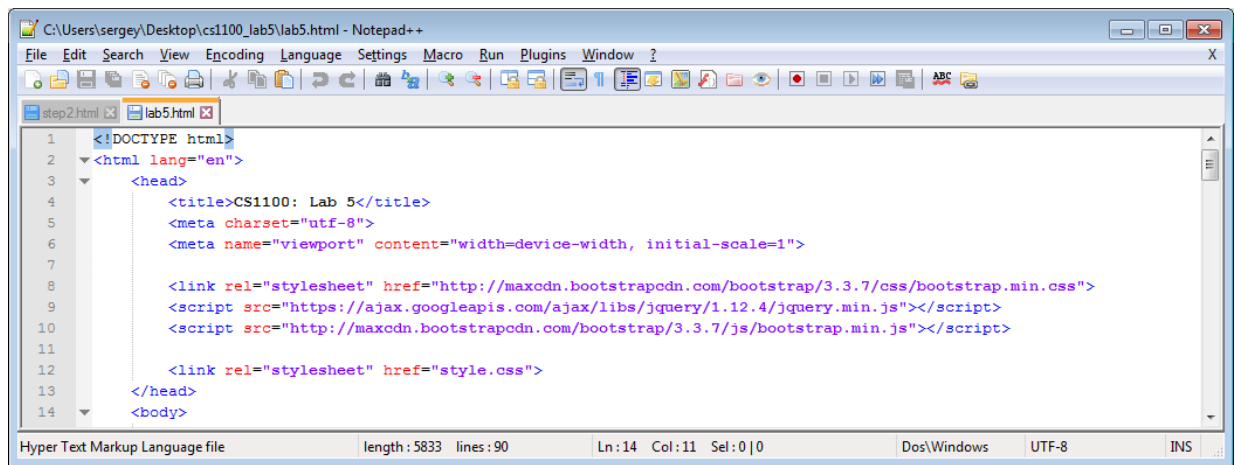 C:\Users\sergey\Desktop\cs1100_lab5\lab5.html - Notepad++
File Edit Search View Encoding Language Settings Macro Run Plugins Window ? X
ABC
step2.html lab5.html
1 <!DOCTYPE html>
2 <html lang="en">
3 <head>
4 <title>CS1100: Lab 5</title>
5 <meta charset="utf-8">
6 <meta name="viewport" content="width=device-width, initial-scale=1">
7
8 <link rel="stylesheet" href="http://maxcdn.bootstrapcdn.com/bootstrap/3.3.7/css/bootstrap.min.css">
9 <script src="https://ajax.googleapis.com/ajax/libs/jquery/1.12.4/jquery.min.js"></script>
10 <script src="http://maxcdn.bootstrapcdn.com/bootstrap/3.3.7/js/bootstrap.min.js"></script>
11
12 <link rel="stylesheet" href="style.css">
13 </head>
14 <body>
Hyper Text Markup Language file length : 5833 lines : 90 Ln : 14 Col : 11 Sel : 0 | 0 Dos\Windows UTF-8 INS